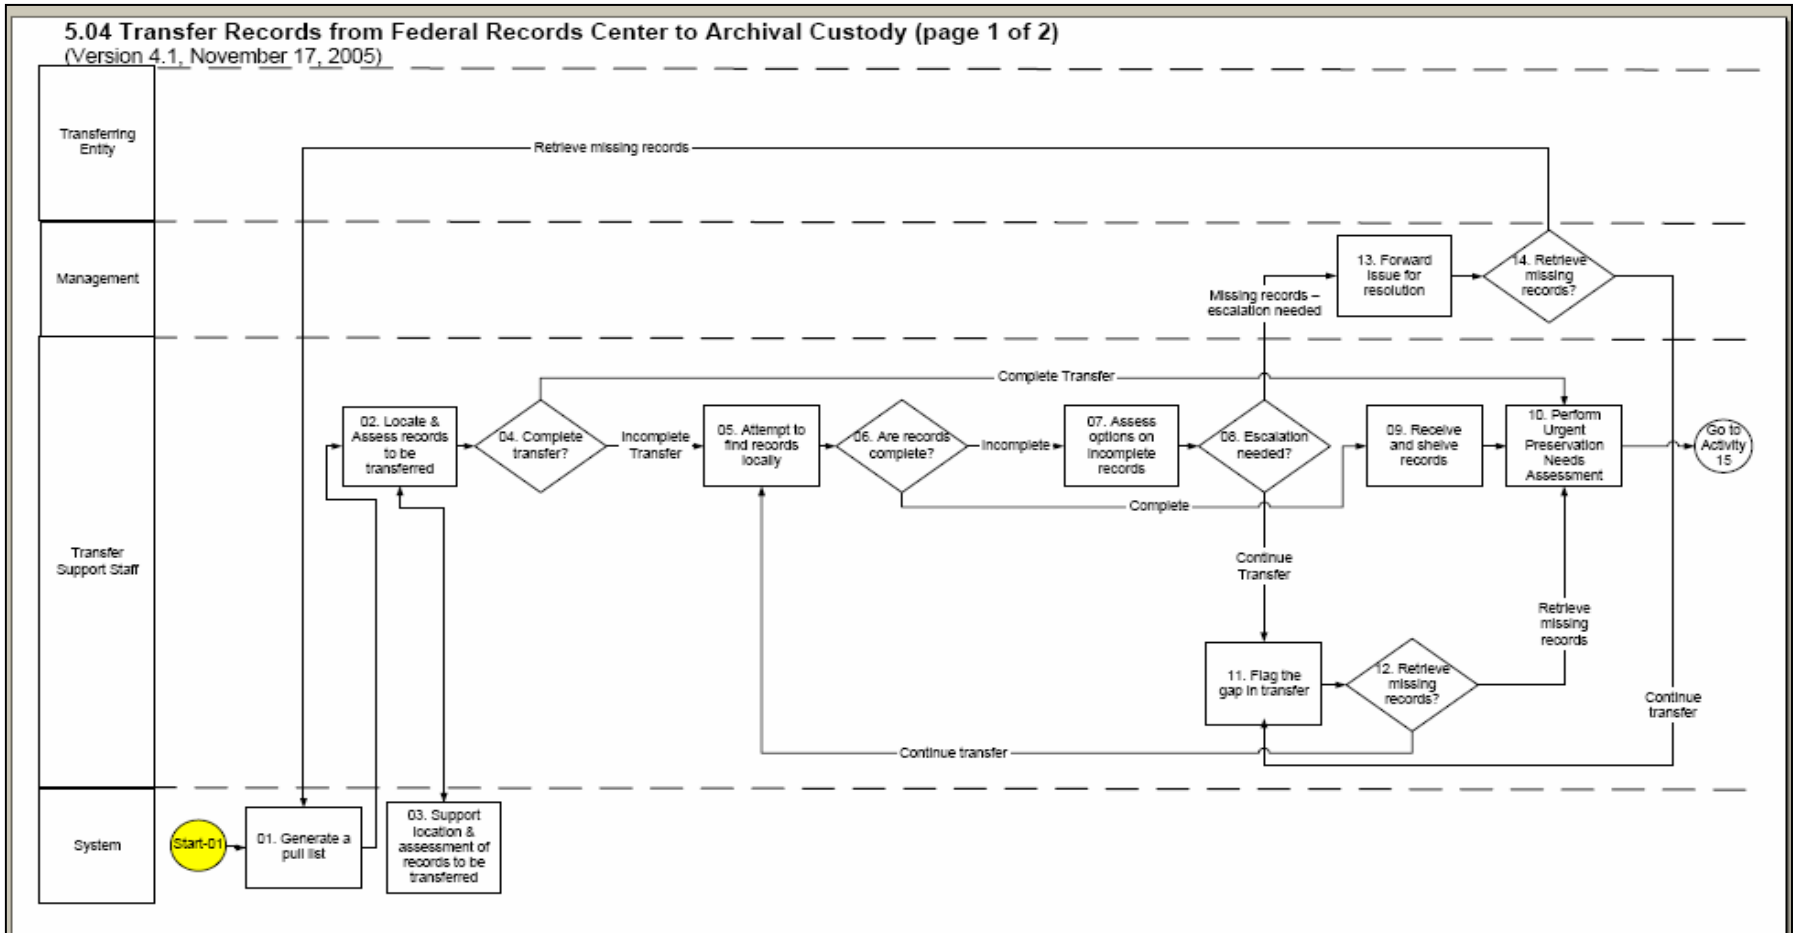 5.04 Transfer Records from Federal Records Center to Archival Custody (page 1 of 2)
(Version 4.1, November 17, 2005)
Transferring
Entity
Retrieve missing records
Management
13. Forward
Issue for
resolution
14. Retrieve
missing
records?
Missing records –
escalation needed
Transfer
Support Staff
Complete Transfer
02. Locate &
Assess records
to be
transferred
04. Complete
transfer?
Incomplete
Transfer
05. Attempt to
find records
locally
06. Are records
complete?
Incomplete
07. Assess
options on
Incomplete
records
08. Escalation
needed?
09. Receive
and shelve
records
10. Perform
Urgent
Preservation
Needs
Assessment
Go to
Activity
15
Complete
Continue
Transfer
Retrieve
missing
records
11. Flag the
gap in transfer
12. Retrieve
missing
records?
Continue
transfer
Continue transfer
System
Start-01
01. Generate a
pull list
03. Support
location &
assessment of
records to be
transferred